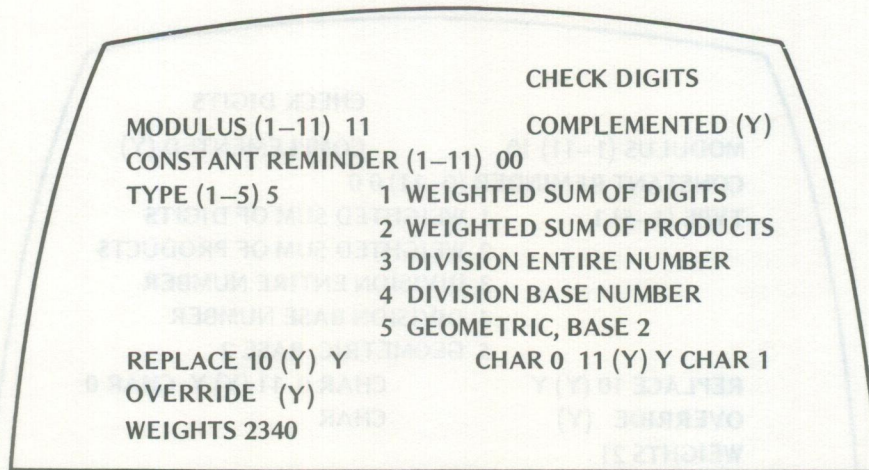 CHECK DIGITS
MODULUS (1–11) 11 COMPLEMENTED (Y)
CONSTANT REMINDER (1–11) 00
TYPE (1–5) 5 1 WEIGHTED SUM OF DIGITS
2 WEIGHTED SUM OF PRODUCTS
3 DIVISION ENTIRE NUMBER
4 DIVISION BASE NUMBER
5 GEOMETRIC, BASE 2
REPLACE 10 (Y) Y CHAR 0 11 (Y) Y CHAR 1
OVERRIDE (Y)
WEIGHTS 2340